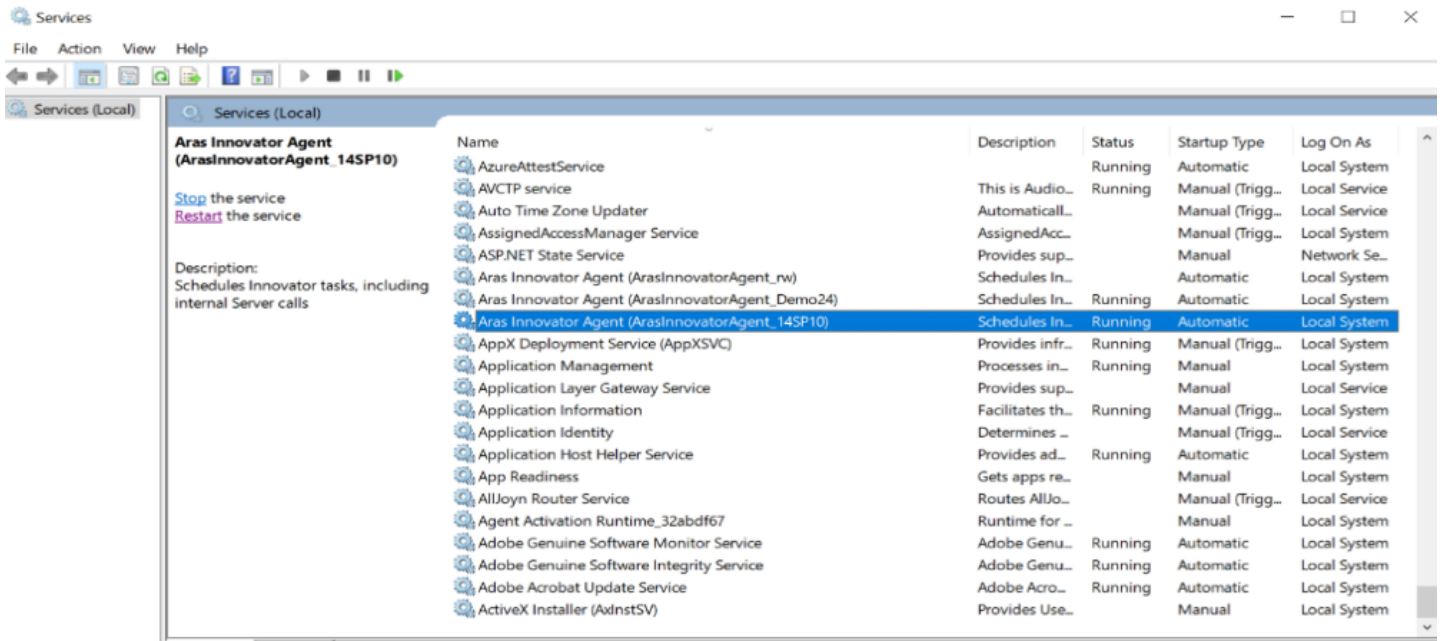 Services
File Action View Help
Services (Local)
Services (Local)
Aras Innovator Agent
(ArasInnovatorAgent_14SP10)
Stop the service
Restart the service
Description:
Schedules Innovator tasks, including
internal Server calls
Name Description Status Startup Type Log On As
AzureAttestService Running Automatic Local System
AVCTP service This is Audio... Running Manual (Trigg... Local Service
Auto Time Zone Updater Automaticall... Manual (Trigg... Local Service
AssignedAccessManager Service AssignedAcc... Manual (Trigg... Local System
ASP.NET State Service Provides sup... Manual Network Se...
Aras Innovator Agent (ArasInnovatorAgent_rw) Schedules In... Automatic Local System
Aras Innovator Agent (ArasInnovatorAgent_Demo24) Schedules In... Running Automatic Local System
Aras Innovator Agent (ArasInnovatorAgent_14SP10) Schedules In... Running Automatic Local System
AppX Deployment Service (AppXSVC) Provides infr... Running Manual (Trigg... Local System
Application Management Processes in... Running Manual Local System
Application Layer Gateway Service Provides sup... Manual Local Service
Application Information Facilitates th... Running Manual (Trigg... Local System
Application Identity Determines ... Manual (Trigg... Local Service
Application Host Helper Service Provides ad... Running Automatic Local System
App Readiness Gets apps re... Manual Local System
AllJoyn Router Service Routes AllJo... Manual (Trigg... Local Service
Agent Activation Runtime_32abdf67 Runtime for ... Manual Local System
Adobe Genuine Software Monitor Service Adobe Genu... Running Automatic Local System
Adobe Genuine Software Integrity Service Adobe Genu... Running Automatic Local System
Adobe Acrobat Update Service Adobe Acro... Running Automatic Local System
ActiveX Installer (AxInstSV) Provides Use... Manual Local System